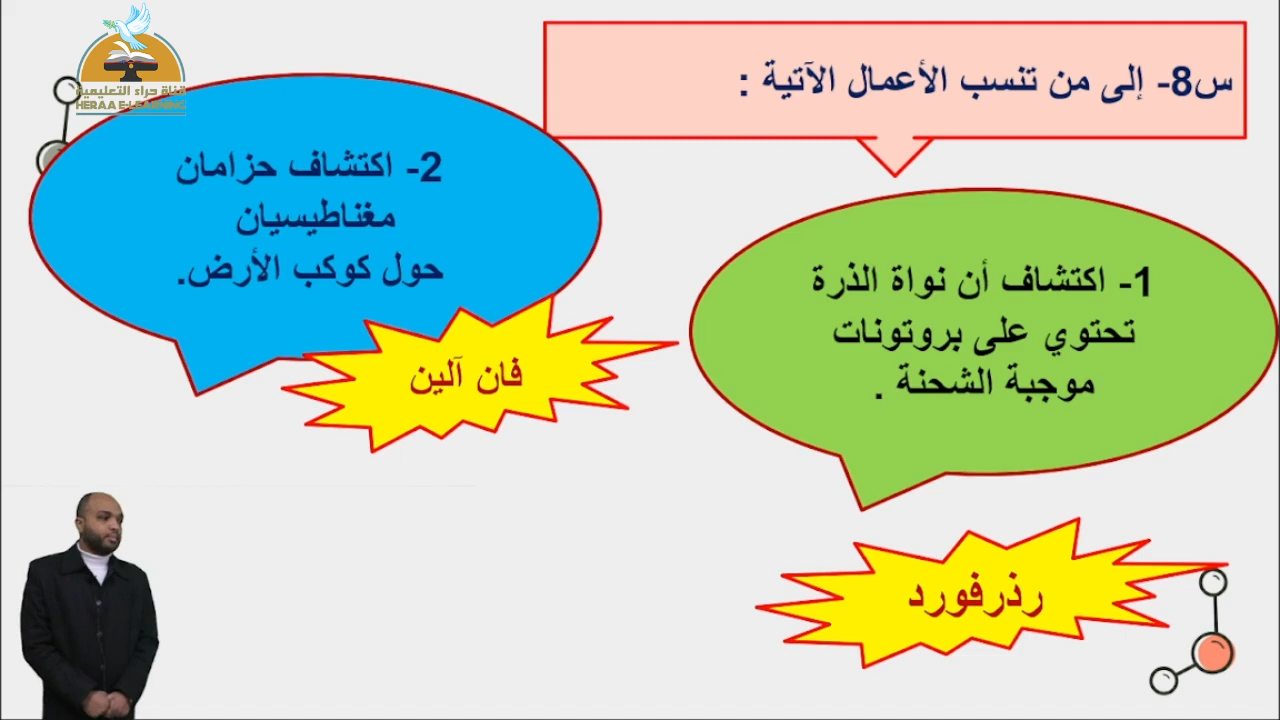 قناة حراء التعليمية
HERAA E-LEARNING
س8- إلى من تنسب الأعمال الآتية :
1- اكتشاف أن نواة الذرة
تحتوي على بروتونات
موجبة الشحنة .
رذرفورد
2- اكتشاف حزامان
مغناطيسيان
حول كوكب الأرض.
فان آلين